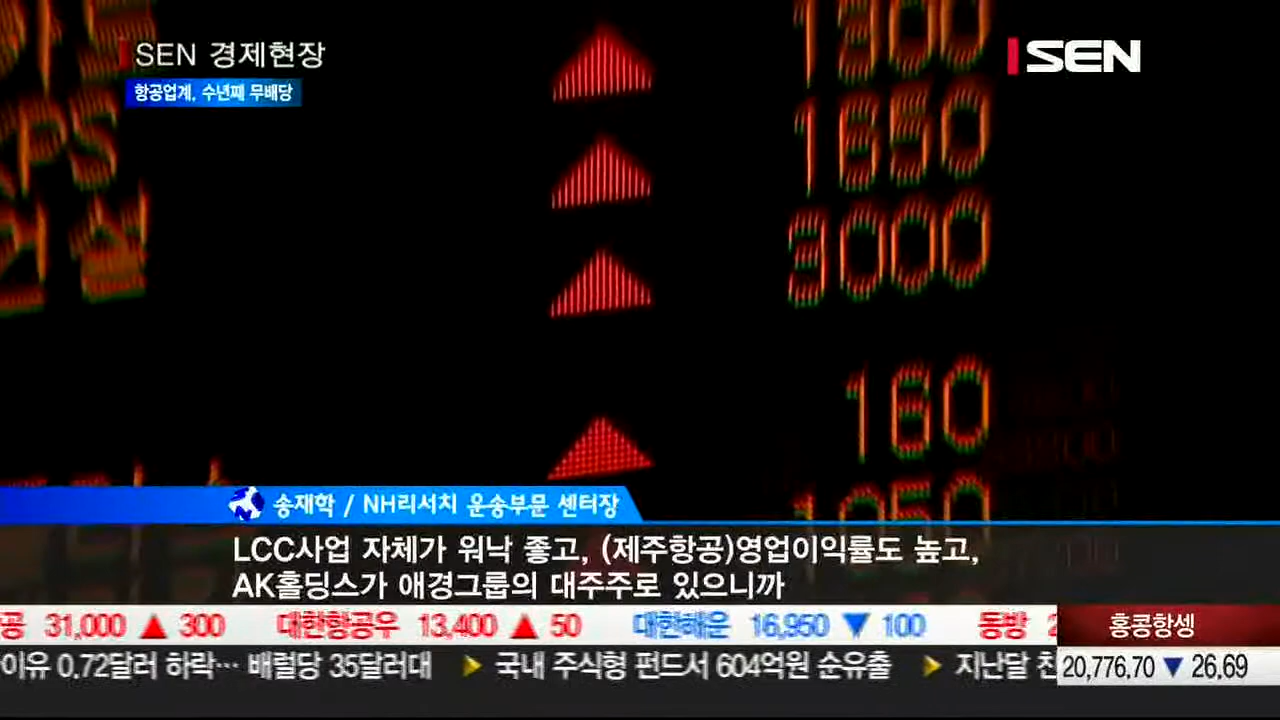 SEN 경제현장
SEN
항공업계, 수년째 무배당
1300
1650
3000
160
1050
송재학 / NH리서치 운송부문 센터장
LCC사업 자체가 워낙 좋고, (제주항공)영업이익률도 높고,
AK홀딩스가 애경그룹의 대주주로 있으니까
공 31,000 ▲ 300 대한항공우 13,400 ▲ 50 대한해운 16,950 ▼ 100 동방
홍콩항셍
이유 0.72달러 하락… 배럴당 35달러대 ▶ 국내 주식형 펀드서 604억원 순유출 ▶ 지난달
20,776.70 ▼ 26.69